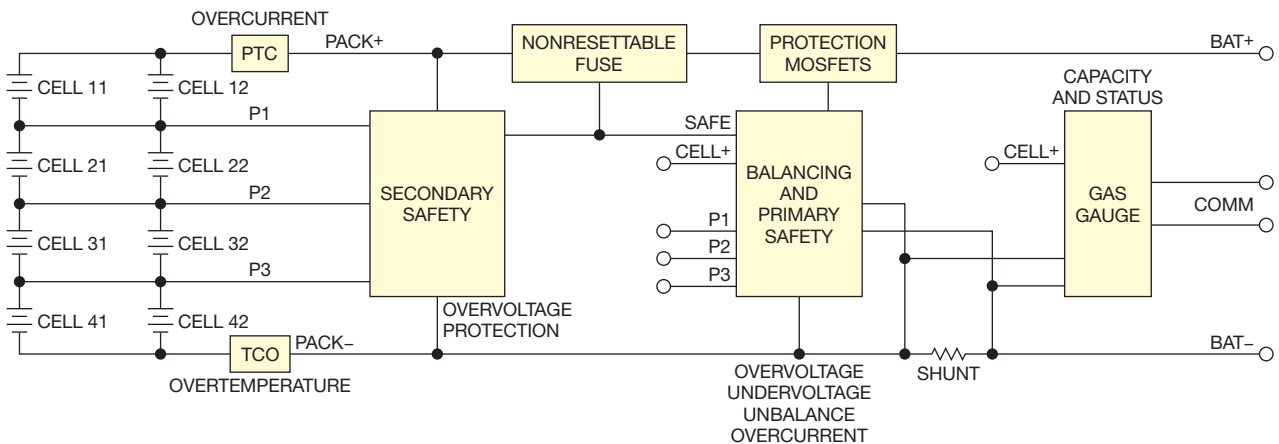 OVERCURRENT
PTC
PACK+
NONRESETTABLE
FUSE
PROTECTION
MOSFETS
BAT+
CELL 11
CELL 12
P1
CAPACITY
AND STATUS
SAFE
CELL+
CELL+
CELL 21
CELL 22
SECONDARY
SAFETY
BALANCING
AND
PRIMARY
SAFETY
GAS
GAUGE
COMM
P2
P1
P2
P3
CELL 31
CELL 32
P3
OVERVOLTAGE
PROTECTION
CELL 41
CELL 42
TCO
PACK–
OVERTEMPERATURE
BAT–
SHUNT
OVERVOLTAGE
UNDERVOLTAGE
UNBALANCE
OVERCURRENT